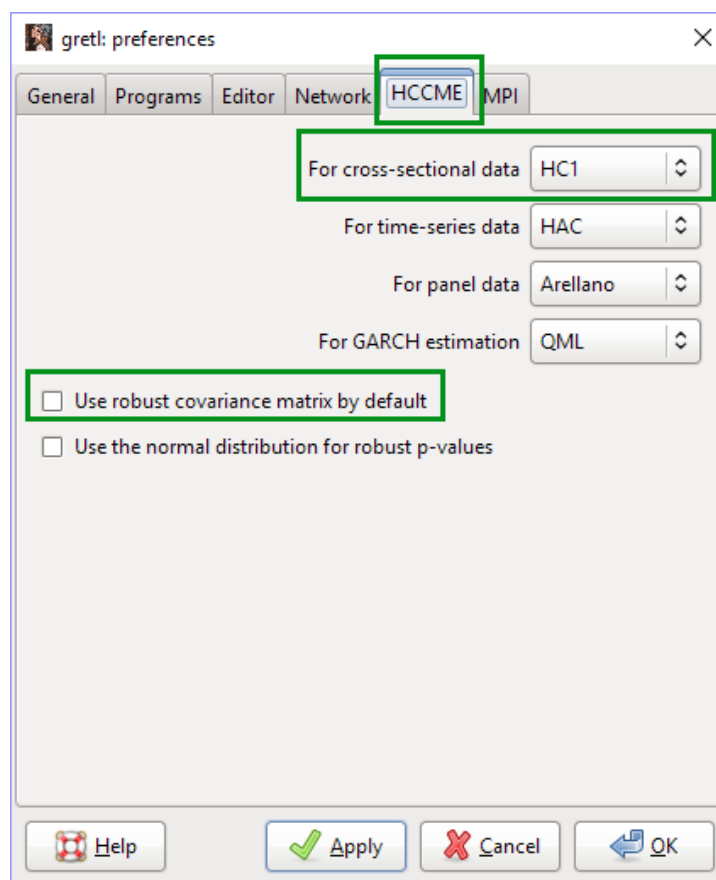 gretl: preferences
General Programs Editor Network HCCME MPI
For cross-sectional data HC1
For time-series data HAC
For panel data Arellano
For GARCH estimation QML
Use robust covariance matrix by default
Use the normal distribution for robust p-values
Help Apply Cancel OK